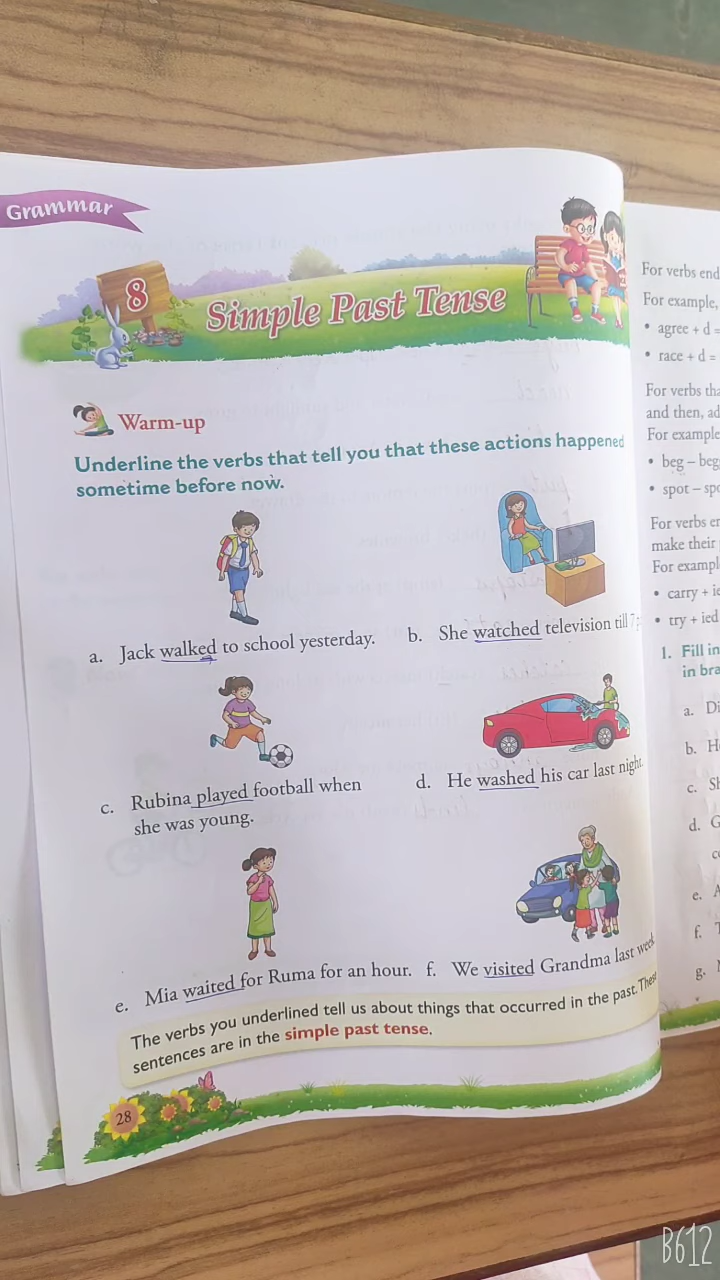 Grammar
8
Simple Past Tense
Warm-up
Underline the verbs that tell you that these actions happened
sometime before now.
a. Jack walked to school yesterday.
b. She watched television till 7
c. Rubina played football when
she was young.
d. He washed his car last night.
e. Mia waited for Ruma for an hour.
f. We visited Grandma last week
The verbs you underlined tell us about things that occurred in the past. These
sentences are in the simple past tense.
28
For verbs end
For example,
• agree + d =
• race + d =
For verbs tha
and then, ad
For example
• beg – beg
• spot – spo
For verbs en
make their
For exampl
• carry + ie
• try + ied
1. Fill in
in bra
a. Di
b. H
c. Sh
d. G
e. A
f. T
g.
B612